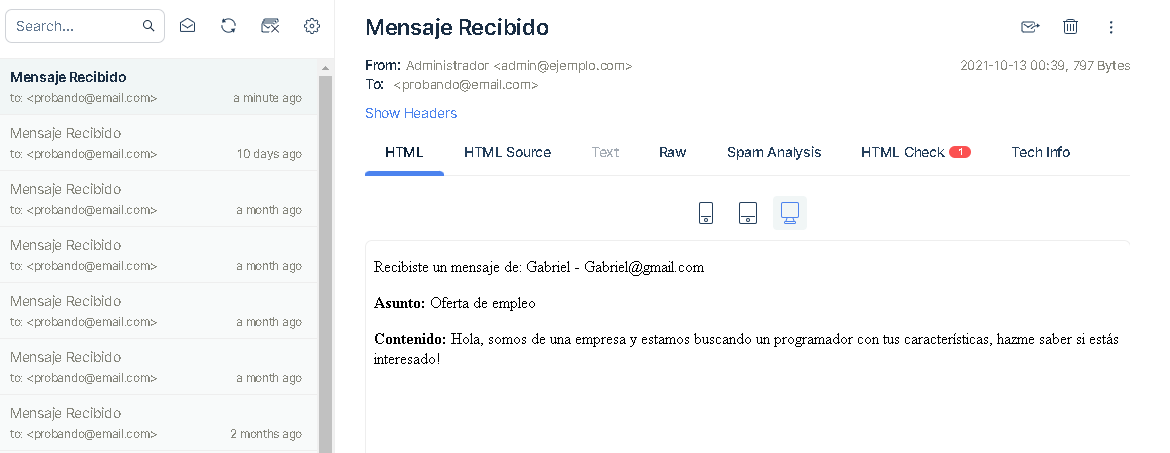 Search...
Mensaje Recibido
to: <probando@email.com> a minute ago
Mensaje Recibido
to: <probando@email.com> 10 days ago
Mensaje Recibido
to: <probando@email.com> a month ago
Mensaje Recibido
to: <probando@email.com> a month ago
Mensaje Recibido
to: <probando@email.com> a month ago
Mensaje Recibido
to: <probando@email.com> a month ago
Mensaje Recibido
to: <probando@email.com> 2 months ago
Mensaje Recibido
From: Administrador <admin@ejemplo.com> 2021-10-13 00:39, 797 Bytes
To: <probando@email.com>
Show Headers
HTML HTML Source Text Raw Spam Analysis HTML Check 1 Tech Info
Recibiste un mensaje de: Gabriel - Gabriel@gmail.com
Asunto: Oferta de empleo
Contenido: Hola, somos de una empresa y estamos buscando un programador con tus características, hazme saber si estás
interesado!